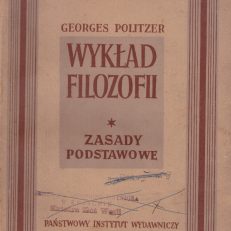 GEORGES POLITZER
WYKŁAD
FILOZOFII
★
ZASADY
PODSTAWOWE
PAŃSTWOWY INSTYTUT WYDAWNICZY